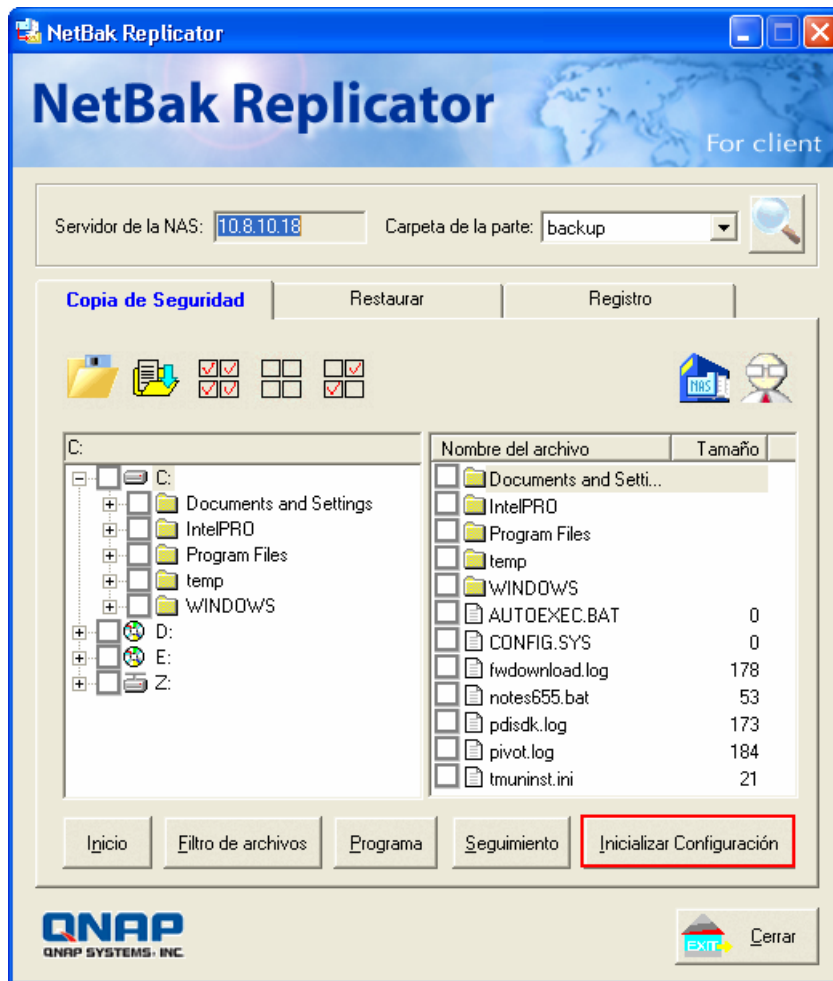 NetBak Replicator
NetBak Replicator
For client
Servidor de la NAS: 10.8.10.18 Carpeta de la parte: backup
Copia de Seguridad Restaurar Registro
NAS
C: Nombre del archivo Tamaño
C: Documents and Setti...
Documents and Settings IntelPRO
IntelPRO Program Files
Program Files temp
temp WINDOWS
WINDOWS AUTOEXEC.BAT 0
D: CONFIG.SYS 0
E: fwdownload.log 178
Z: notes655.bat 53
pdisdk.log 173
pivot.log 184
tmuninst.ini 21
Inicio Filtro de archivos Programa Seguimiento Inicializar Configuración
QNAP
QNAP SYSTEMS, INC
EXIT Cerrar